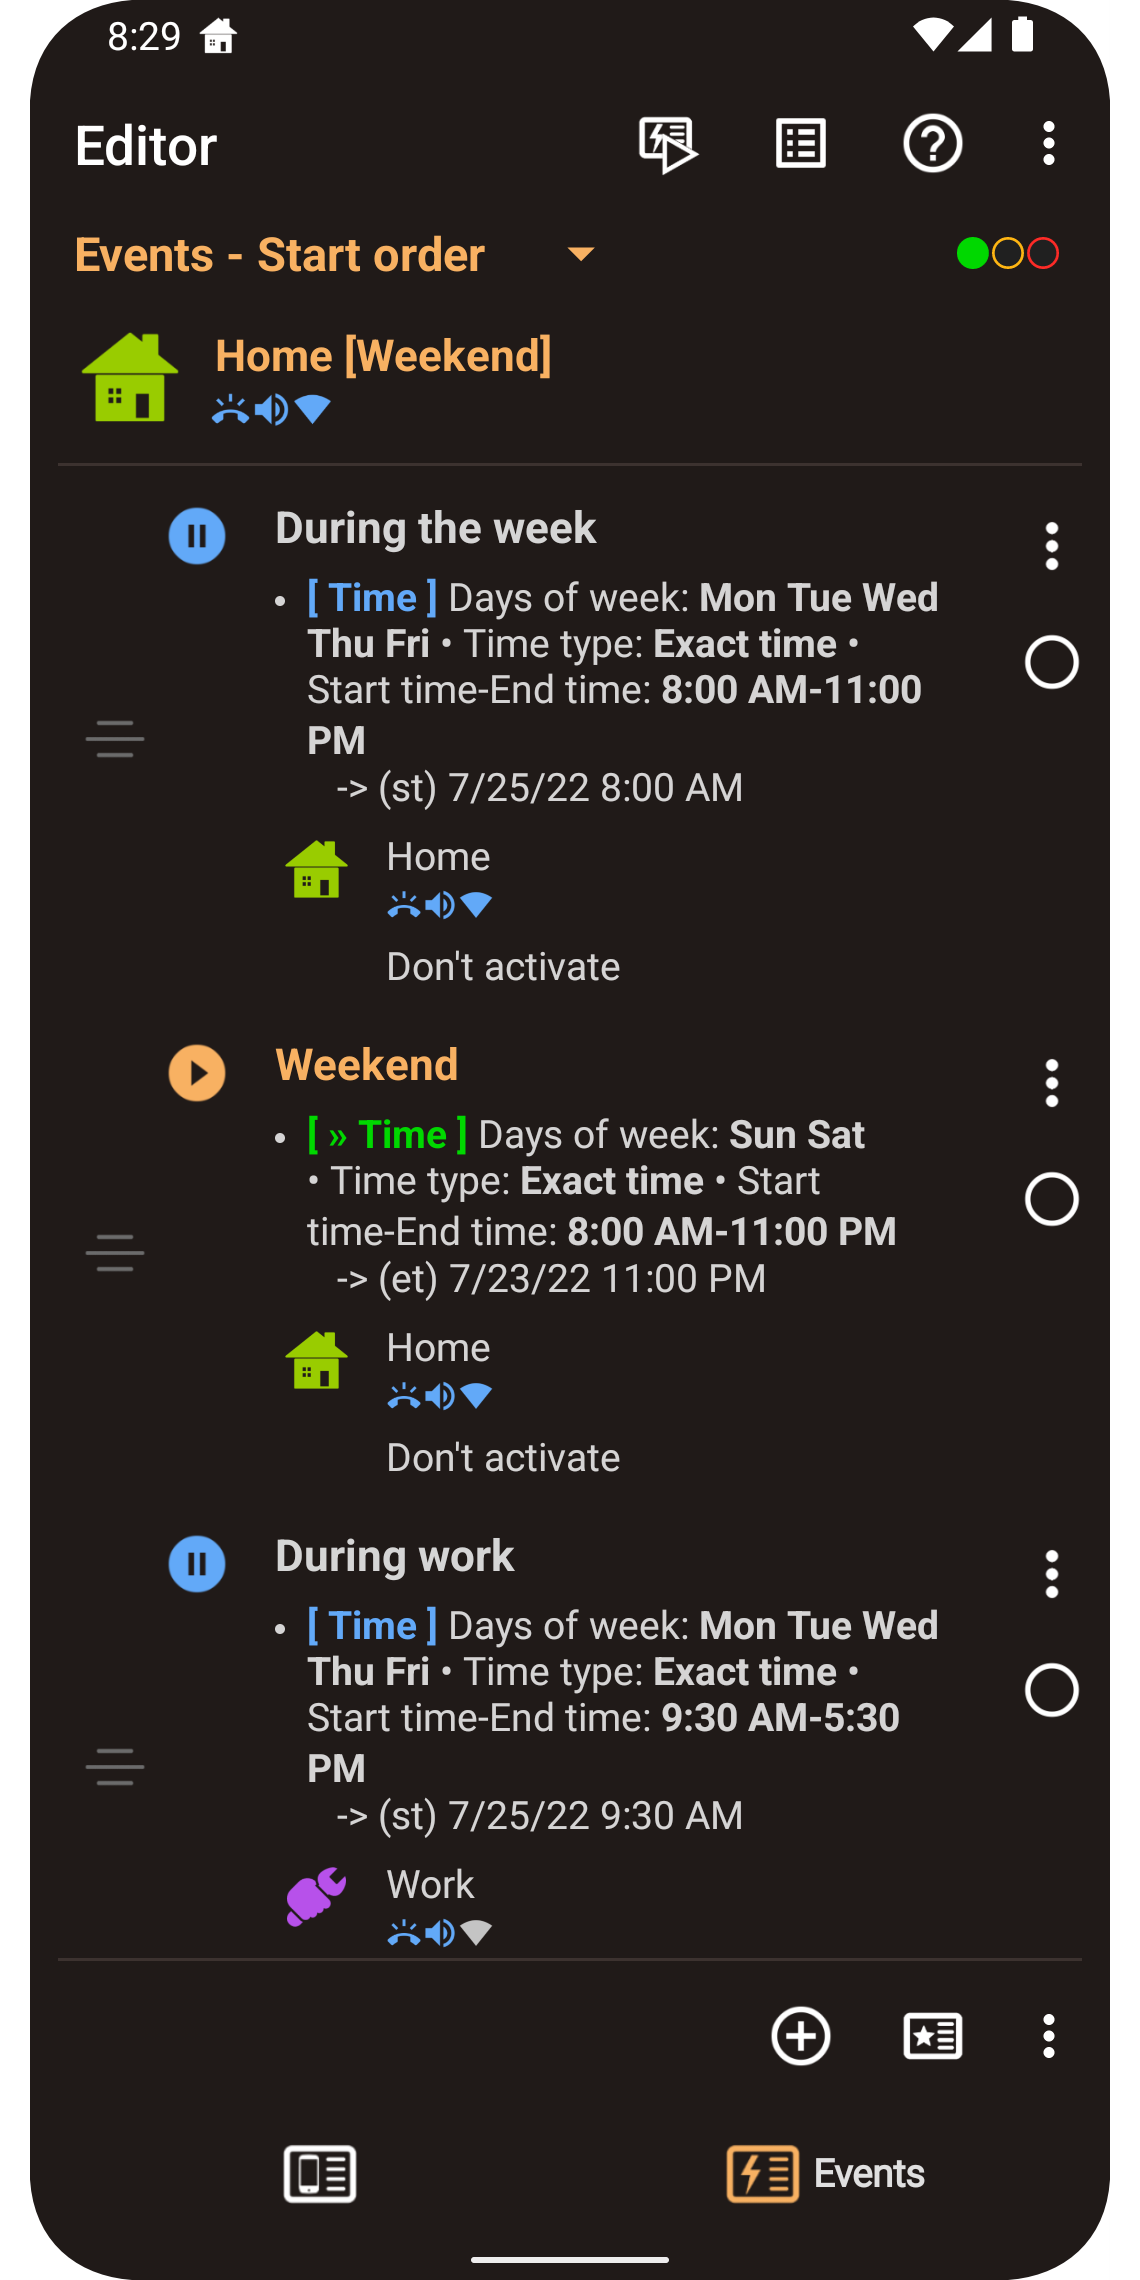 8:29
Editor
Events - Start order
Home [Weekend]
During the week
• [ Time ] Days of week: Mon Tue Wed
Thu Fri • Time type: Exact time •
Start time-End time: 8:00 AM-11:00
PM
-> (st) 7/25/22 8:00 AM
Home
Don't activate
Weekend
• [ » Time ] Days of week: Sun Sat
• Time type: Exact time • Start
time-End time: 8:00 AM-11:00 PM
-> (et) 7/23/22 11:00 PM
Home
Don't activate
During work
• [ Time ] Days of week: Mon Tue Wed
Thu Fri • Time type: Exact time •
Start time-End time: 9:30 AM-5:30
PM
-> (st) 7/25/22 9:30 AM
Work
Events